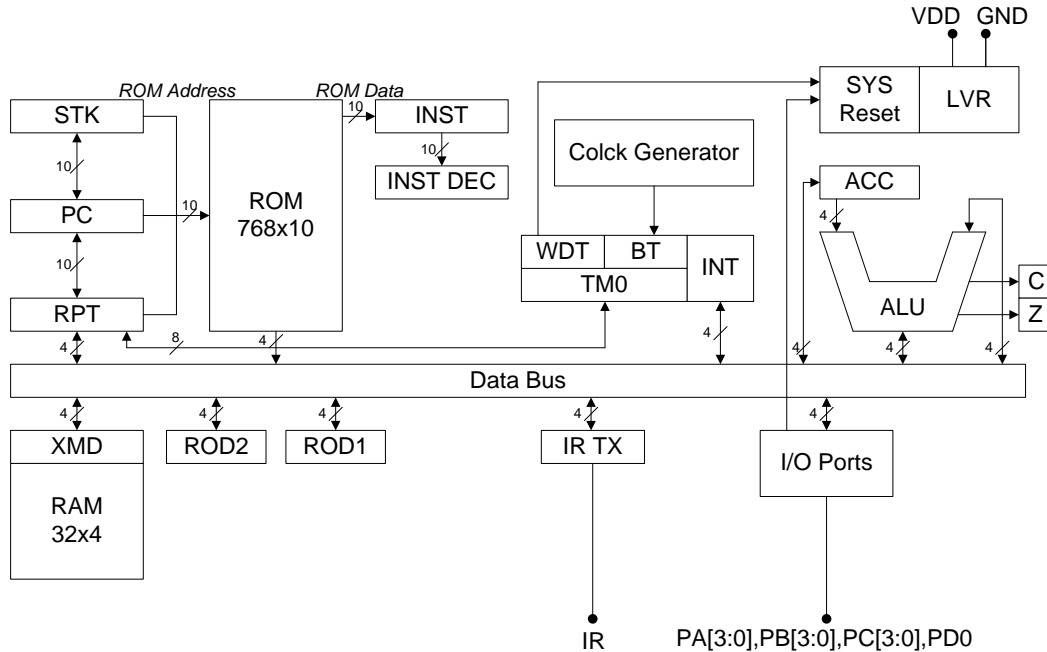 VDD GND
ROM Address
ROM Data
STK
10
INST
SYS
Reset
LVR
10
10
Colck Generator
INST DEC
ACC
PC
10
ROM
768x10
4
10
WDT
BT
INT
TM0
ALU
C
Z
RPT
4
8
4
4
4
4
4
Data Bus
4
4
4
4
4
XMD
ROD2
ROD1
IR TX
I/O Ports
RAM
32x4
IR
PA[3:0],PB[3:0],PC[3:0],PD0